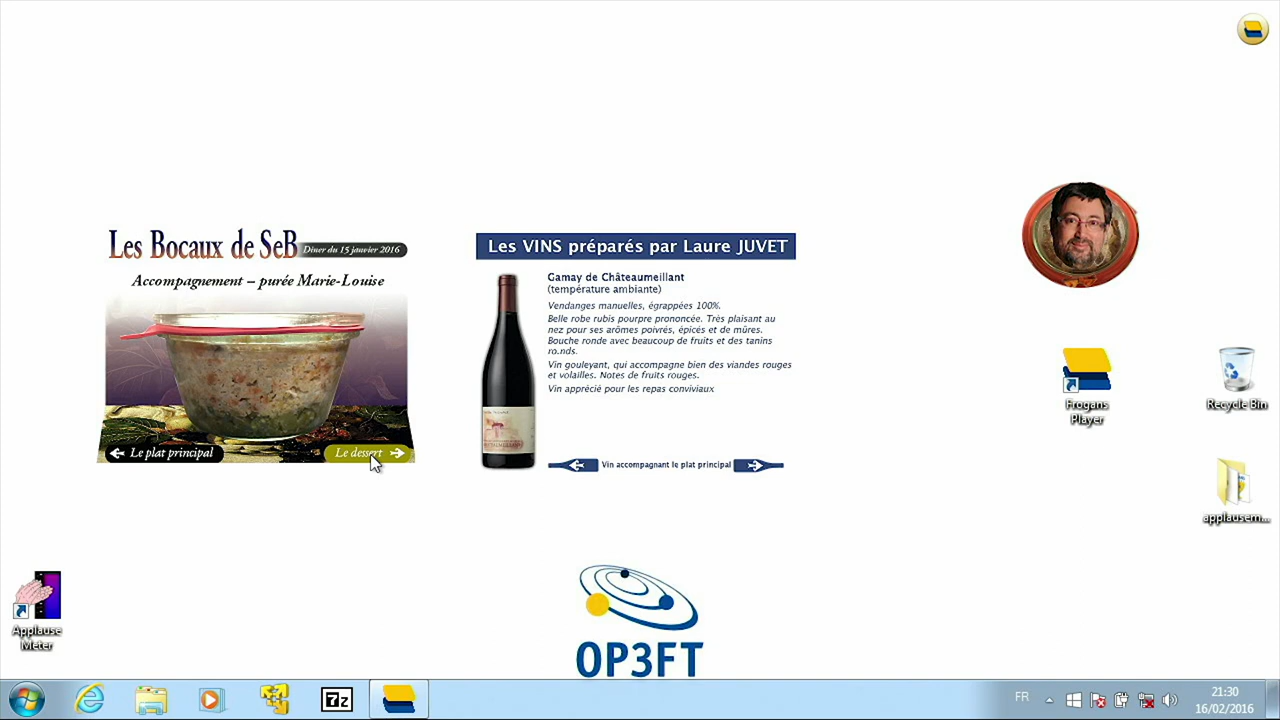 Les Bocaux de SeB
Dîner du 15 janvier 2016
Accompagnement – purée Marie-Louise
Le plat principal
Le dessert
Les VINS préparés par Laure JUVET
Gamay de Châteaumeillant
(température ambiante)
Vendanges manuelles, égrappées 100%.
Belle robe rubis pourpre prononcée. Très plaisant au
nez pour ses arômes poivrés, épicés et de mûres.
Bouche ronde avec beaucoup de fruits et des tanins
ro.nds.
Vin gouleyant, qui accompagne bien des viandes rouges
et volailles. Notes de fruits rouges.
Vin apprécié pour les repas conviviaux
Vin accompagnant le plat principal
Frogans
Player
Recycle Bin
applausem...
Applause
Meter
OP3FT
7z
FR
21:30
16/02/2016